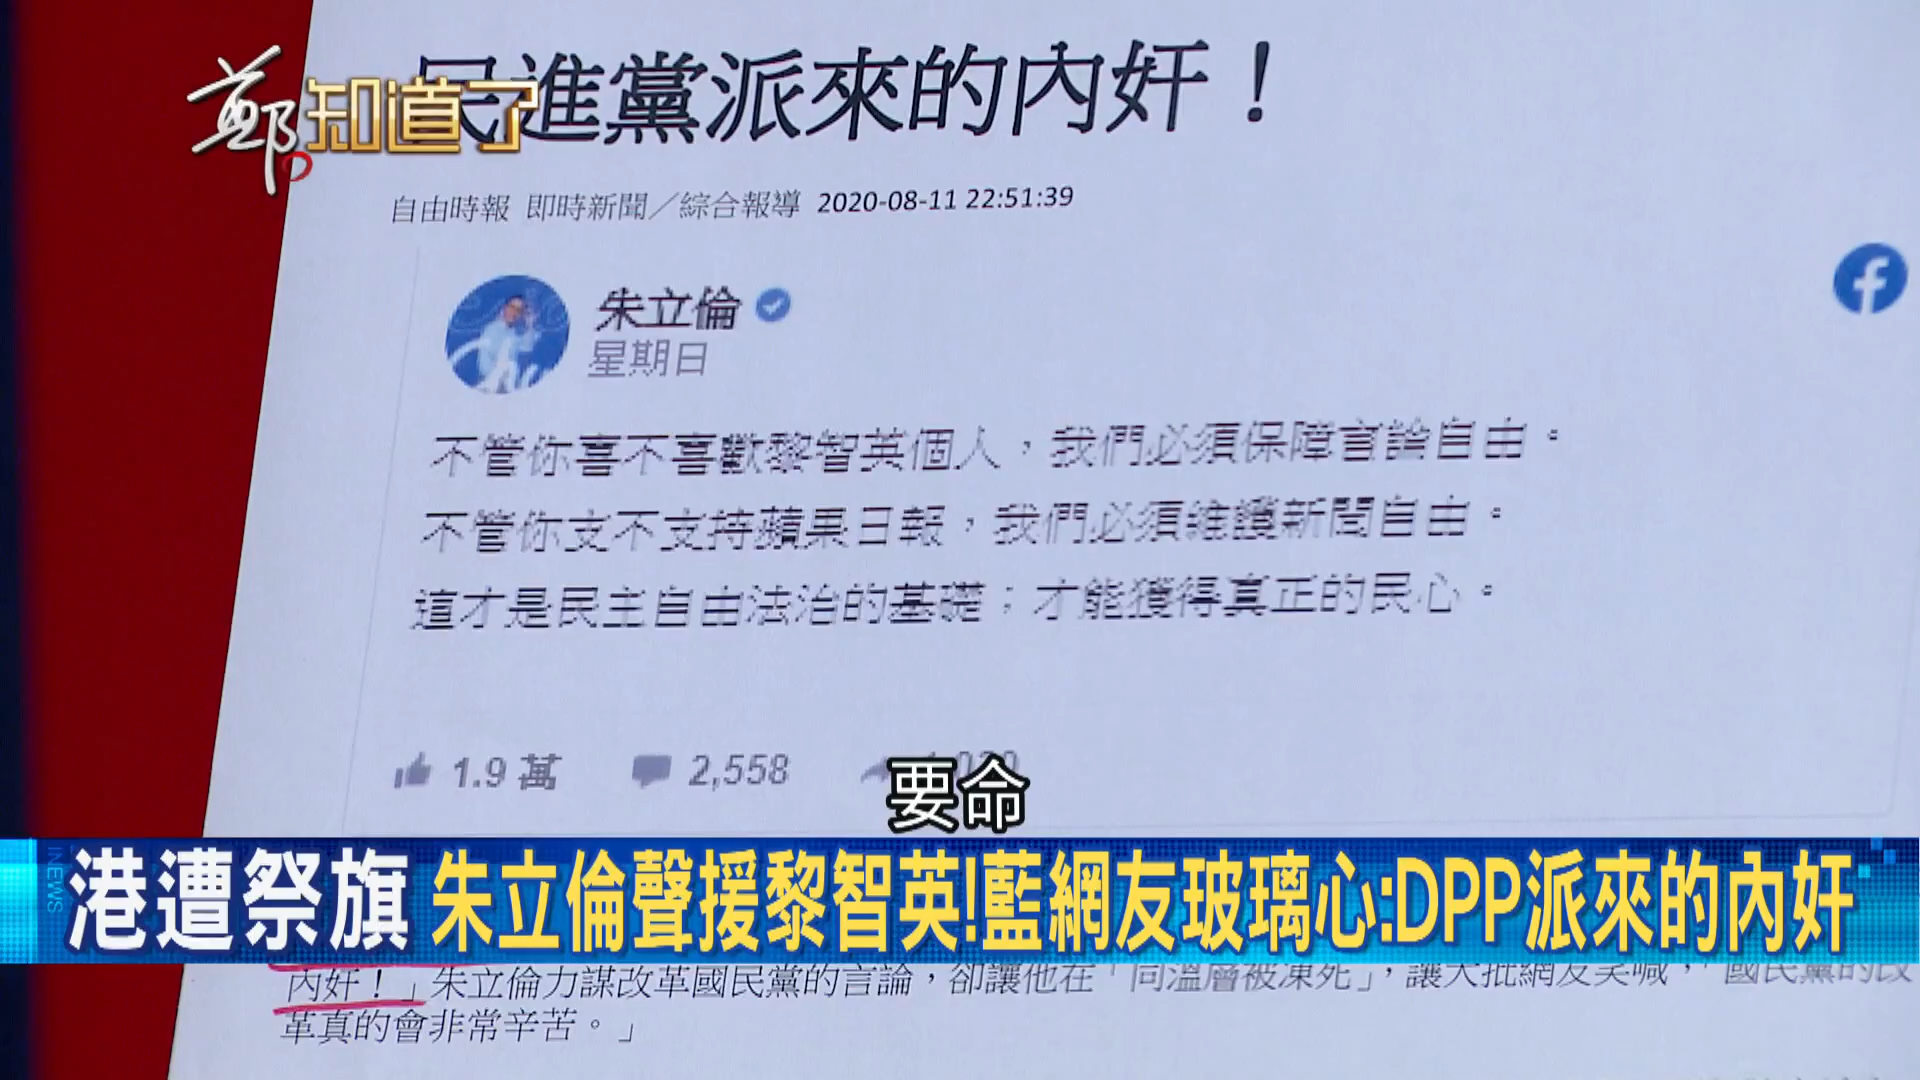 鄭知道了
民進黨派來的內奸！
自由時報 即時新聞／綜合報導 2020-08-11 22:51:39
朱立倫
星期日
不管你喜不喜歡黎智英個人，我們必須保障言論自由。
不管你支不支持蘋果日報，我們必須維護新聞自由。
這才是民主自由法治的基礎；才能獲得真正的民心。
1.9 萬 2,558
要命
INEWS
港遭祭旗 朱立倫聲援黎智英!藍網友玻璃心:DPP派來的內奸
內奸！」朱立倫力謀改革國民黨的言論，卻讓他在「同溫層被凍死」，讓大批網友笑喊，「國民黨的改
革真的會非常辛苦。」